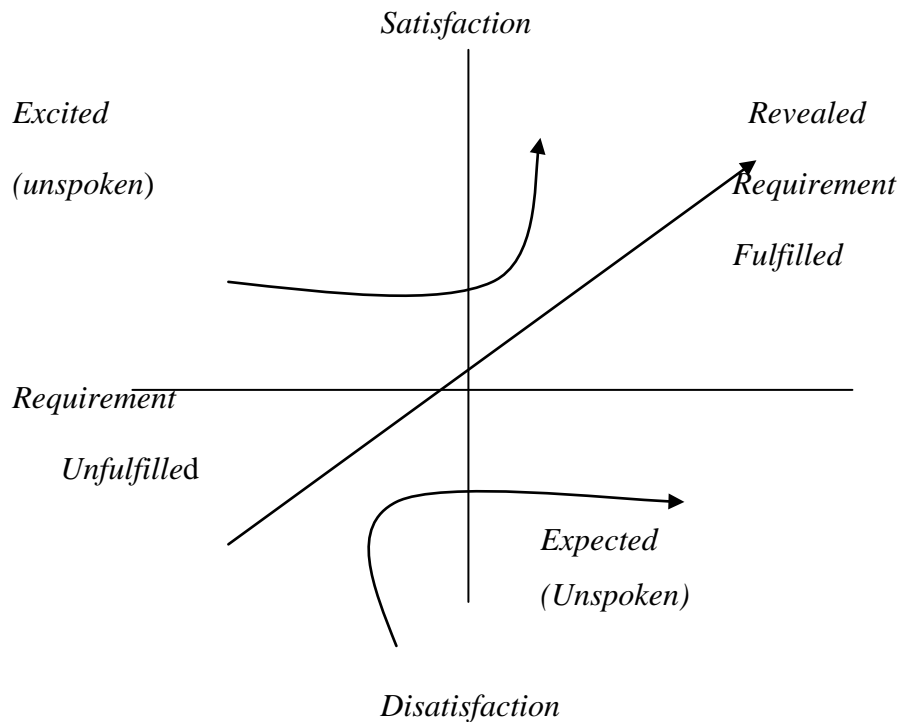 Satisfaction
Excited
(unspoken)
Revealed
Requirement
Fulfilled
Requirement
Unfulfilled
Expected
(Unspoken)
Disatisfaction